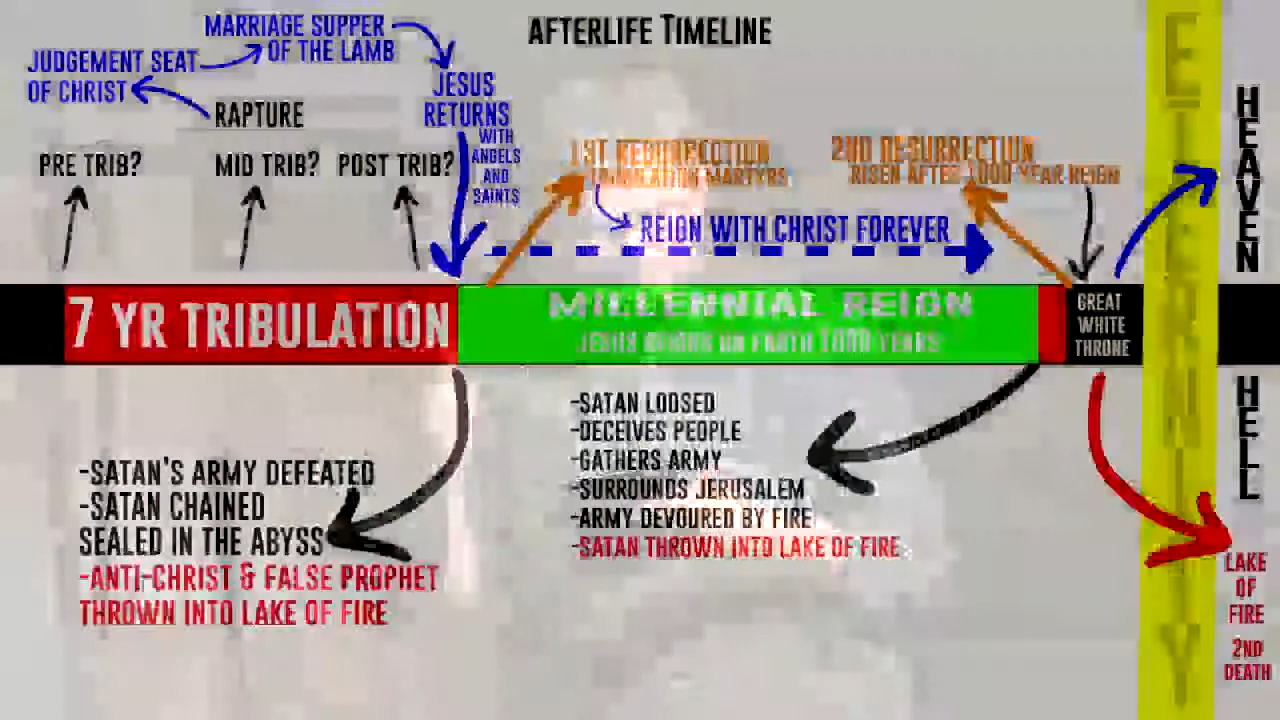 AFTERLIFE TIMELINE
MARRIAGE SUPPER
OF THE LAMB
JUDGEMENT SEAT
OF CHRIST
RAPTURE
JESUS
RETURNS
WITH
ANGELS
AND
SAINTS
PRE TRIB?
MID TRIB?
POST TRIB?
1ST RESURRECTION
TRIBULATION MARTYRS
2ND RESURRECTION
RISEN AFTER 1000 YEAR REIGN
REIGN WITH CHRIST FOREVER
7 YR TRIBULATION
MILLENNIAL REIGN
JESUS REIGNS ON EARTH 1000 YEARS
GREAT
WHITE
THRONE
ETERNITY
HEAVEN
HELL
-SATAN'S ARMY DEFEATED
-SATAN CHAINED
SEALED IN THE ABYSS
-ANTI-CHRIST & FALSE PROPHET
THROWN INTO LAKE OF FIRE
-SATAN LOOSED
-DECEIVES PEOPLE
-GATHERS ARMY
-SURROUNDS JERUSALEM
-ARMY DEVOURED BY FIRE
-SATAN THROWN INTO LAKE OF FIRE
LAKE
OF
FIRE
2ND
DEATH